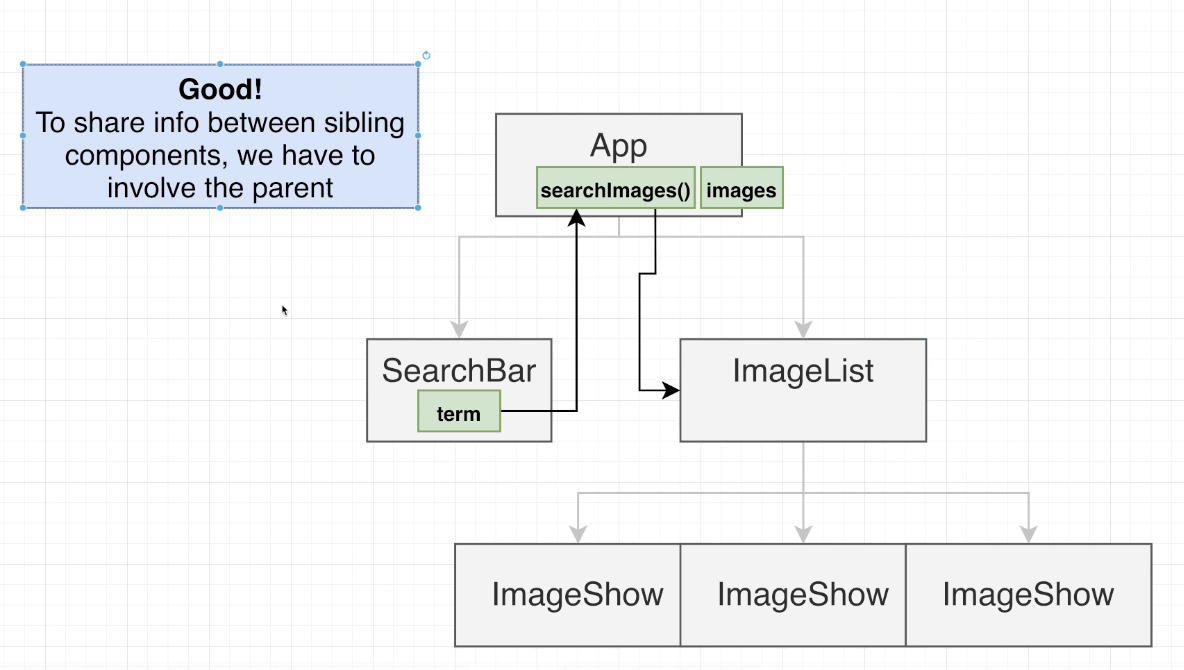 Good!
To share info between sibling
components, we have to
involve the parent
App
searchImages()
images
SearchBar
term
ImageList
ImageShow
ImageShow
ImageShow